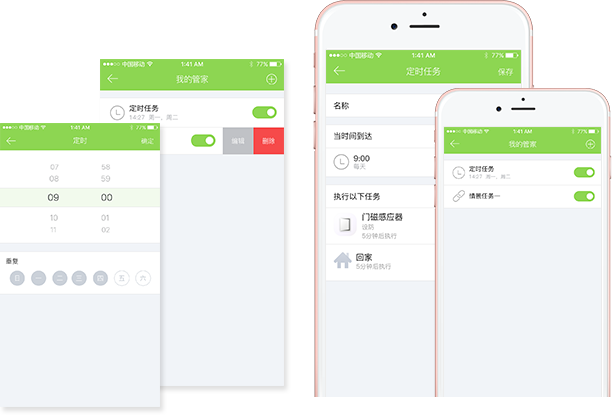 中国移动
1:41 AM
77%
我的管家
定时任务
14:27 周一、周二
编辑
删除
中国移动
1:41 AM
77%
定时
确定
07 58
08 59
09 00
10 01
11 02
重复
日 一 二 三 四 五 六
中国移动
1:41 AM
77%
定时任务
保存
名称
当时间到达
9:00
每天
执行以下任务
门磁感应器
设防
5分钟后执行
回家
5分钟后执行
中国移动
1:41 AM
77%
我的管家
定时任务
14:27 周一、周二
情景任务一